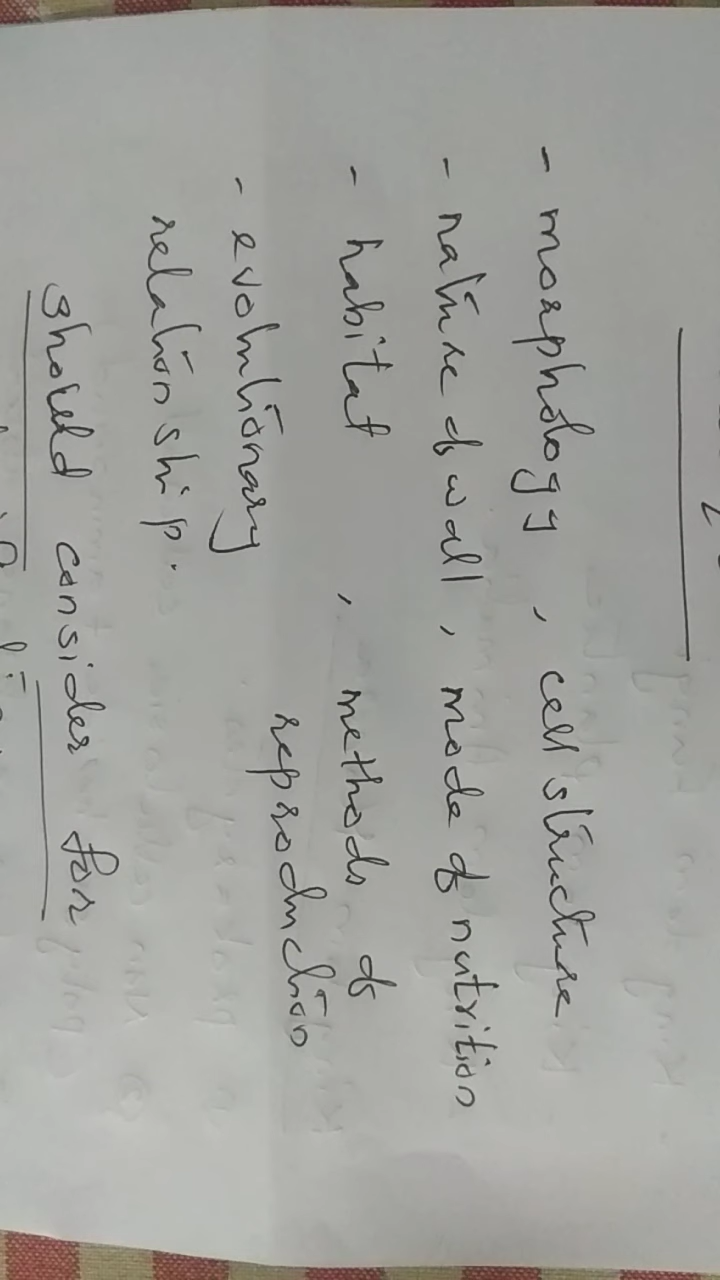 - morphology, cell structure
- nature of wall, mode of nutrition
- habitat, methods of
reproduction
- evolutionary
relationship.
should consider for